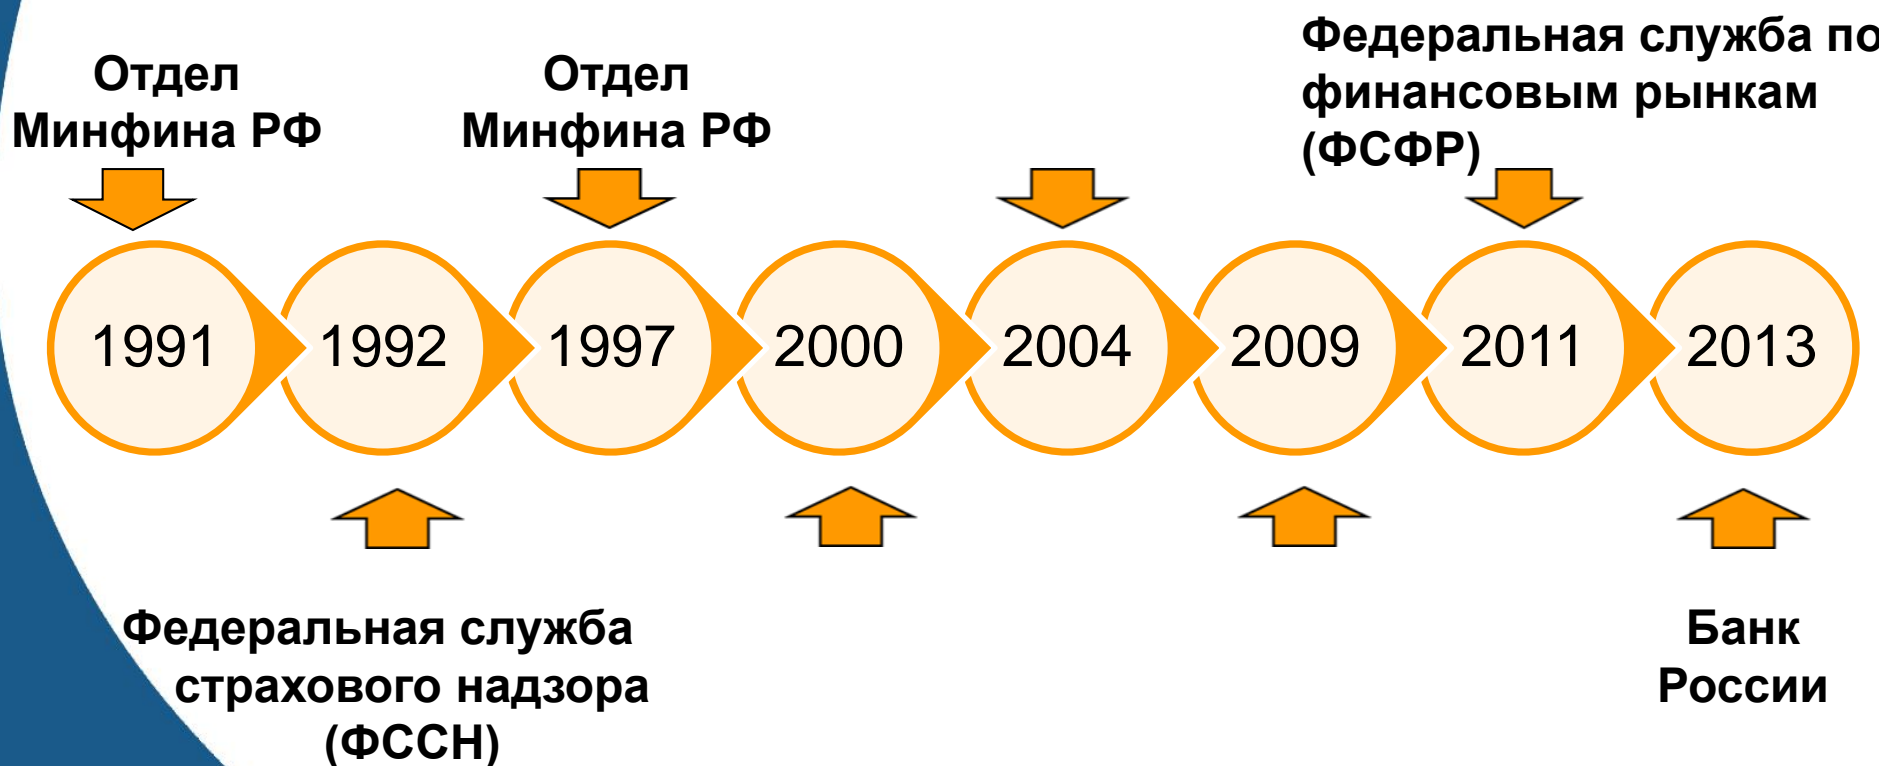 Отдел
Минфина РФ
Отдел
Минфина РФ
Федеральная служба по
финансовым рынкам
(ФСФР)
1991
1992
1997
2000
2004
2009
2011
2013
Федеральная служба
страхового надзора
(ФССН)
Банк
России